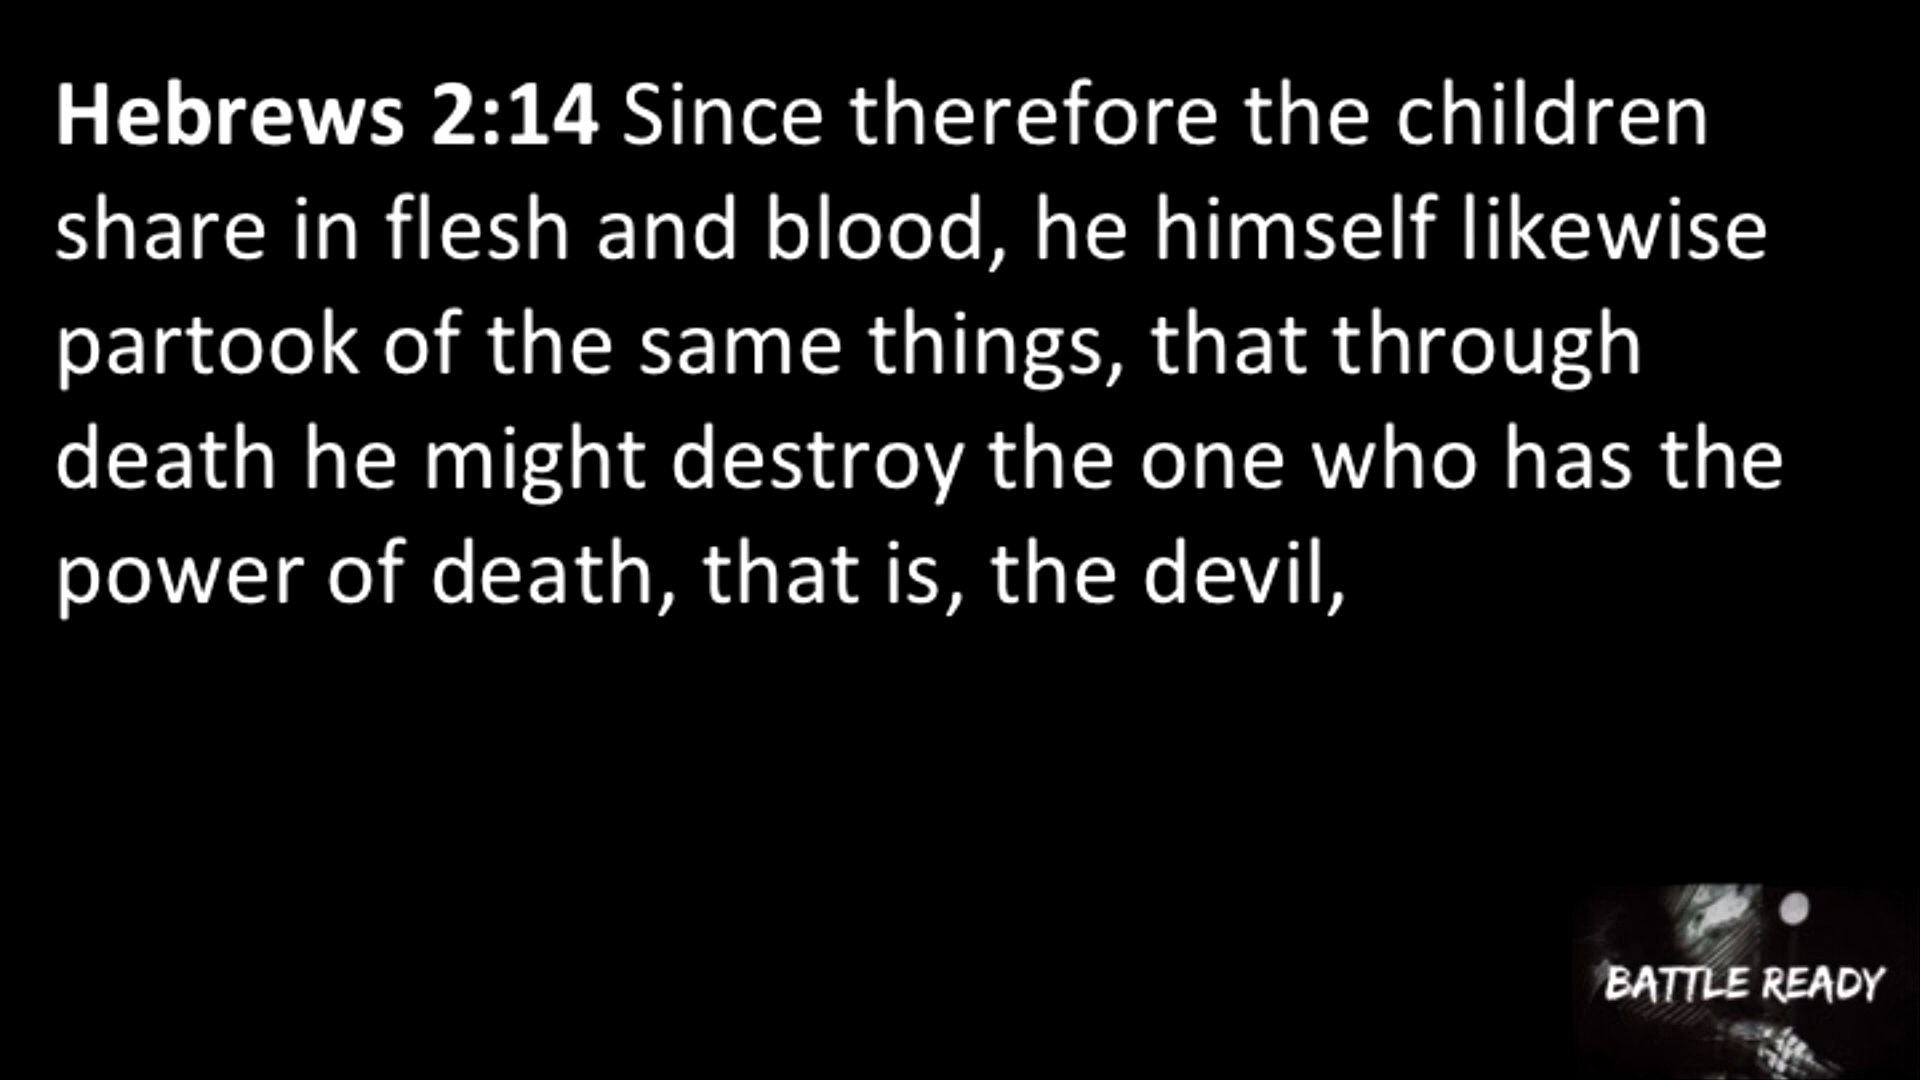 Hebrews 2:14 Since therefore the children
share in flesh and blood, he himself likewise
partook of the same things, that through
death he might destroy the one who has the
power of death, that is, the devil,
BATTLE READY